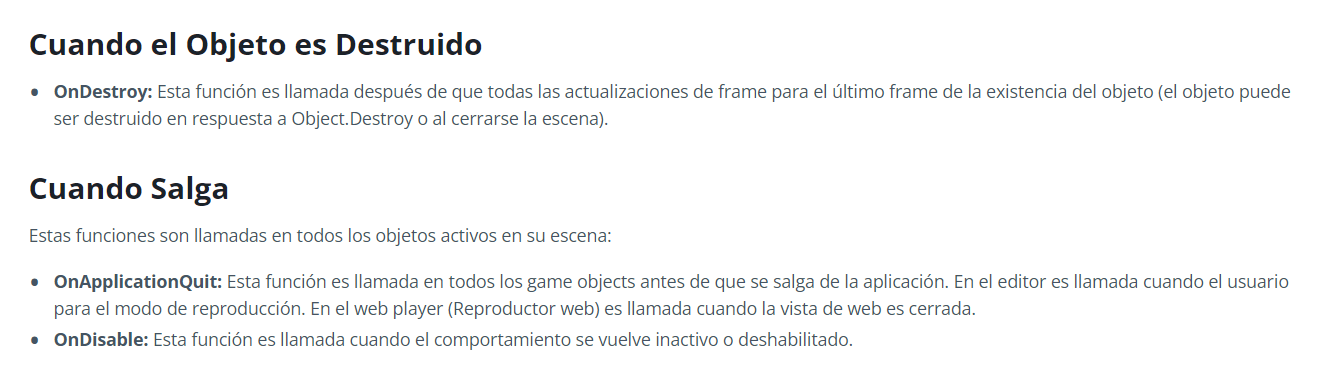 Cuando el Objeto es Destruido
• OnDestroy: Esta función es llamada después de que todas las actualizaciones de frame para el último frame de la existencia del objeto (el objeto puede
ser destruido en respuesta a Object.Destroy o al cerrarse la escena).
Cuando Salga
Estas funciones son llamadas en todos los objetos activos en su escena:
• OnApplicationQuit: Esta función es llamada en todos los game objects antes de que se salga de la aplicación. En el editor es llamada cuando el usuario
para el modo de reproducción. En el web player (Reproductor web) es llamada cuando la vista de web es cerrada.
• OnDisable: Esta función es llamada cuando el comportamiento se vuelve inactivo o deshabilitado.